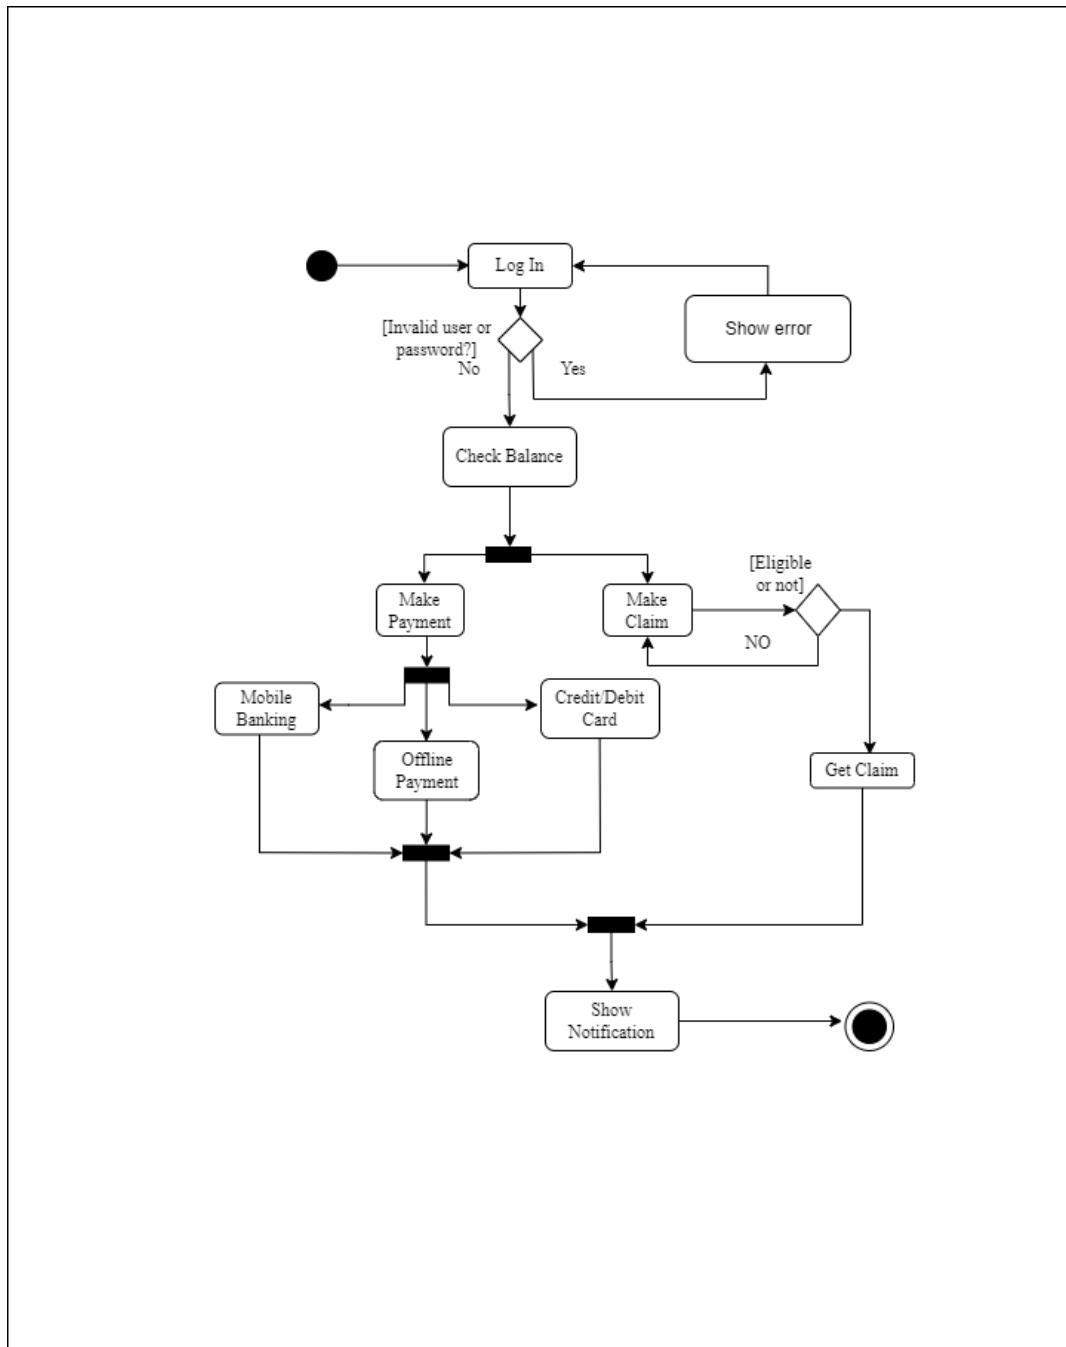 Log In
Show error
[Invalid user or
password?]
No
Yes
Check Balance
[Eligible
or not]
Make
Payment
Make
Claim
NO
Mobile
Banking
Credit/Debit
Card
Offline
Payment
Get Claim
Show
Notification